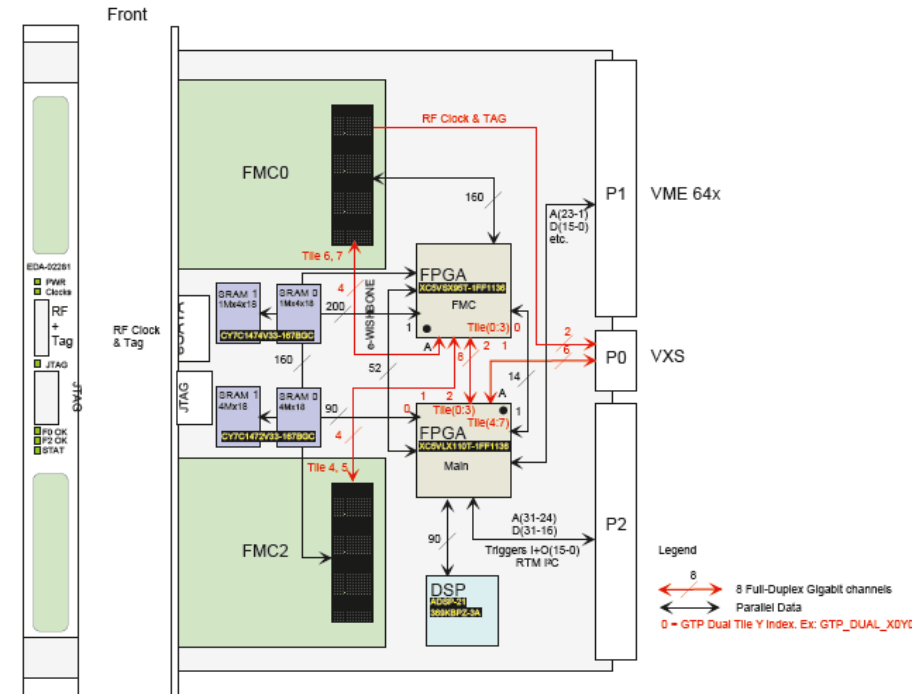 Front
EDA-02281
PWR
Clocks
RF
+
Tag
JTAG
JTAG
F0 OK
F2 OK
STAT
RF Clock
& Tag
FMC0
RF Clock & TAG
160
P1
VME 64x
A(23-1)
D(15-0)
etc.
Tile 6, 7
4
FPGA
XC5VSX95T-1FF1136
FMC
SRAM 1
1Mx4x18
SRAM 0
1Mx4x18
200
CY7C1474V33-167BGC
e-WISHBONE
1
Tile(0:3)
0
A
8
2
1
2
6
P0
VXS
160
52
14
JTAG
SRAM 1
4Mx18
SRAM 0
4Mx18
90
CY7C1472V33-167BGC
0
1
2
A
Tile(0:3)
1
Tile(4:7)
FPGA
XC5VLX110T-1FF1136
Main
4
Tile 4, 5
FMC2
90
A(31-24)
D(31-16)
Triggers I+O(15-0)
RTM I²C
P2
DSP
ADSP-21
369KBPZ-3A
Legend
8
8 Full-Duplex Gigabit channels
Parallel Data
0 = GTP Dual Tile Y Index. Ex: GTP_DUAL_X0Y0